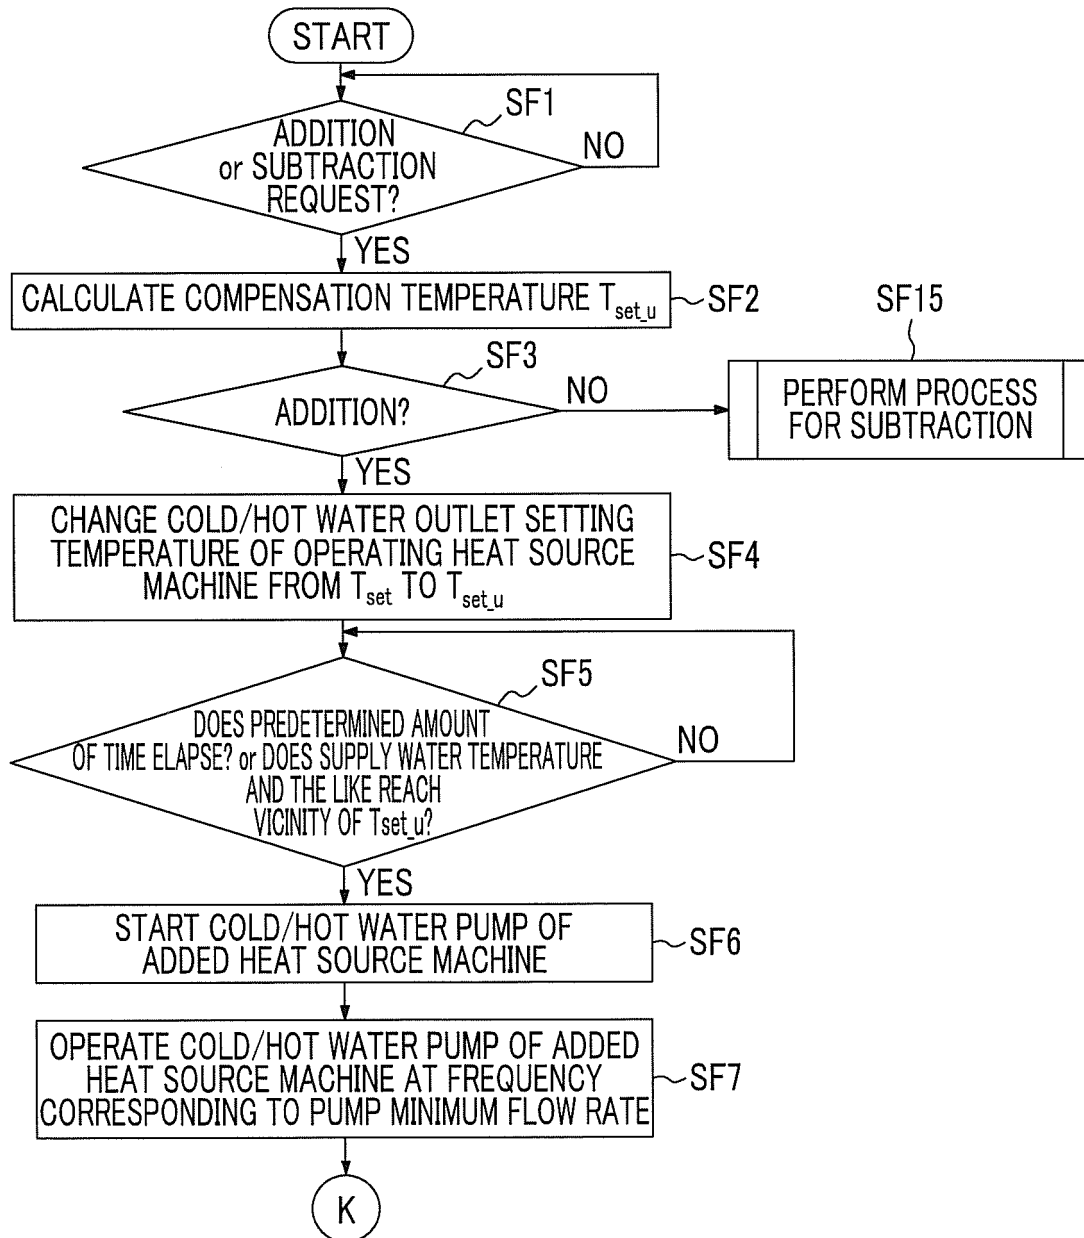 START
SF1
ADDITION
or SUBTRACTION
REQUEST?
NO
YES
CALCULATE COMPENSATION TEMPERATURE Tset_u
SF2
SF15
SF3
ADDITION?
NO
PERFORM PROCESS
FOR SUBTRACTION
YES
CHANGE COLD/HOT WATER OUTLET SETTING
TEMPERATURE OF OPERATING HEAT SOURCE
MACHINE FROM Tset TO Tset_u
SF4
SF5
DOES PREDETERMINED AMOUNT
OF TIME ELAPSE? or DOES SUPPLY WATER TEMPERATURE
AND THE LIKE REACH
VICINITY OF Tset_u?
NO
YES
START COLD/HOT WATER PUMP OF
ADDED HEAT SOURCE MACHINE
SF6
OPERATE COLD/HOT WATER PUMP OF ADDED
HEAT SOURCE MACHINE AT FREQUENCY
CORRESPONDING TO PUMP MINIMUM FLOW RATE
SF7
K